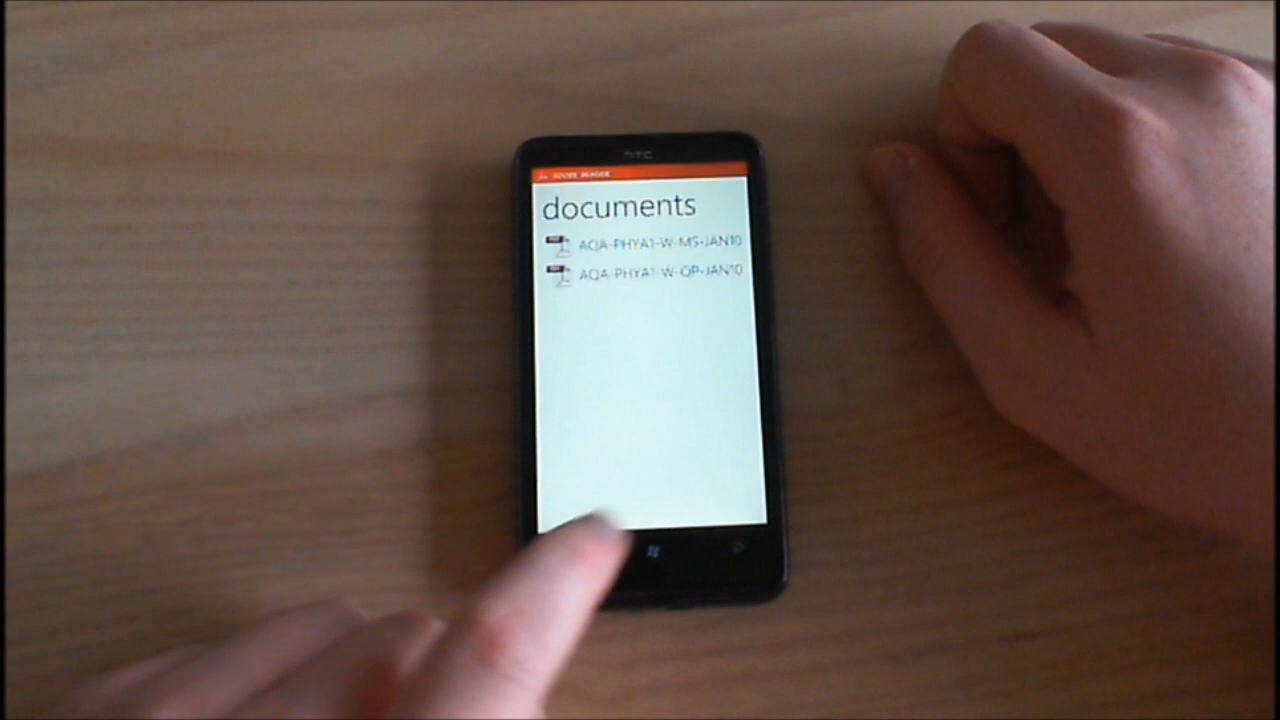 hTC
ADOBE READER
documents
AQA-PHYA1-W-MS-JAN10
AQA-PHYA1-W-QP-JAN10